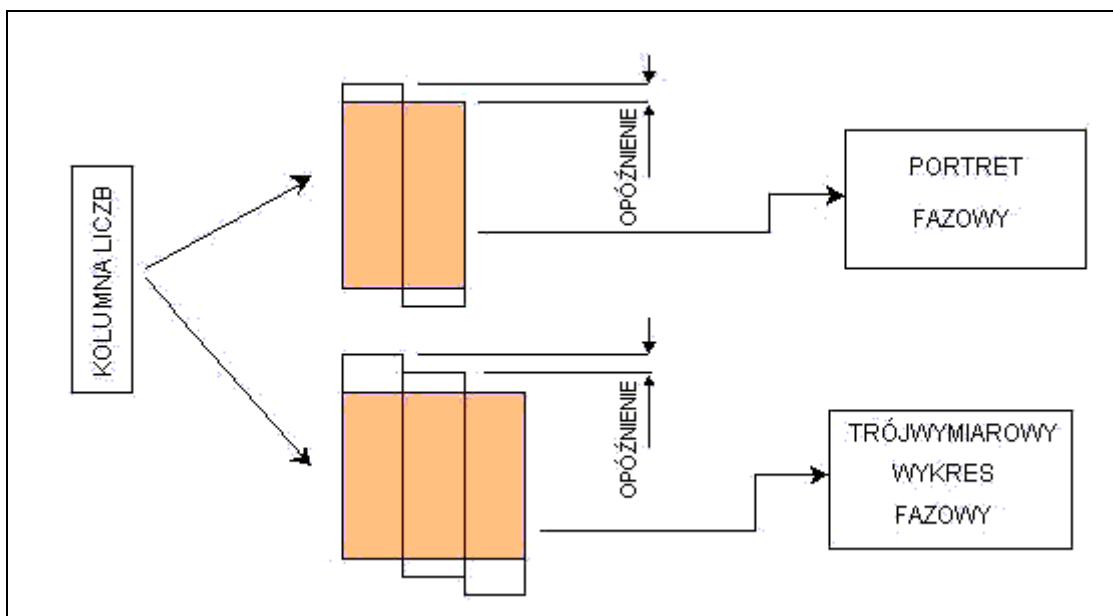 KOLUMNA LICZB
OPÓŹNIENIE
PORTRET
FAZOWY
OPÓŹNIENIE
TRÓJWYMIAROWY
WYKRES
FAZOWY